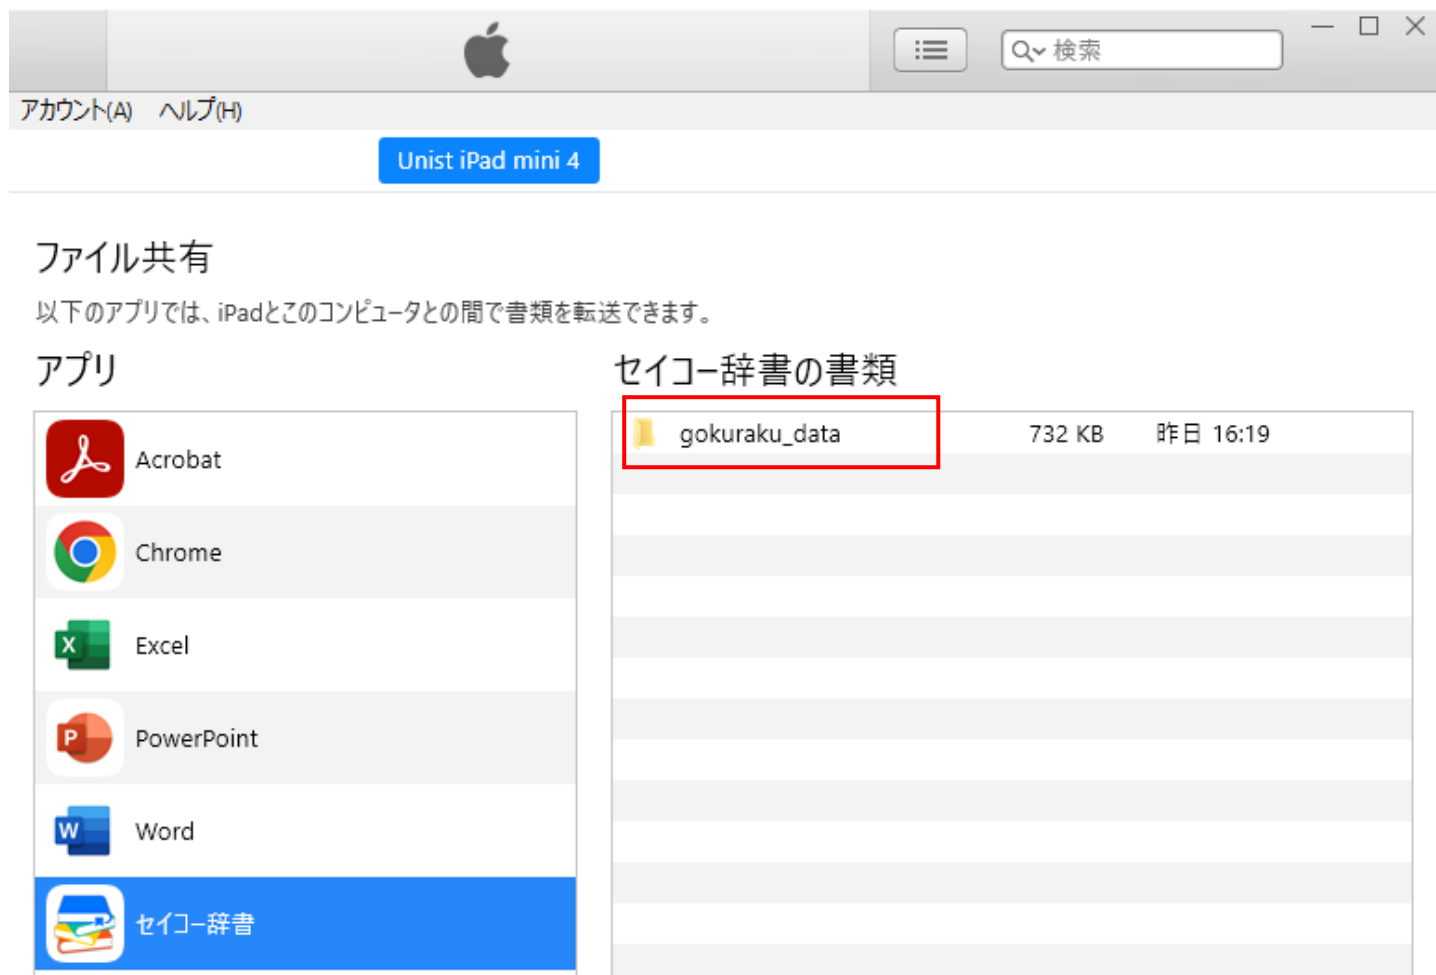 検索
アカウント(A) ヘルプ(H)
Unist iPad mini 4
ファイル共有
以下のアプリでは、iPadとこのコンピュータとの間で書類を転送できます。
アプリ
セイコー辞書の書類
gokuraku_data 732 KB 昨日 16:19
Acrobat
Chrome
Excel
PowerPoint
Word
セイコー辞書